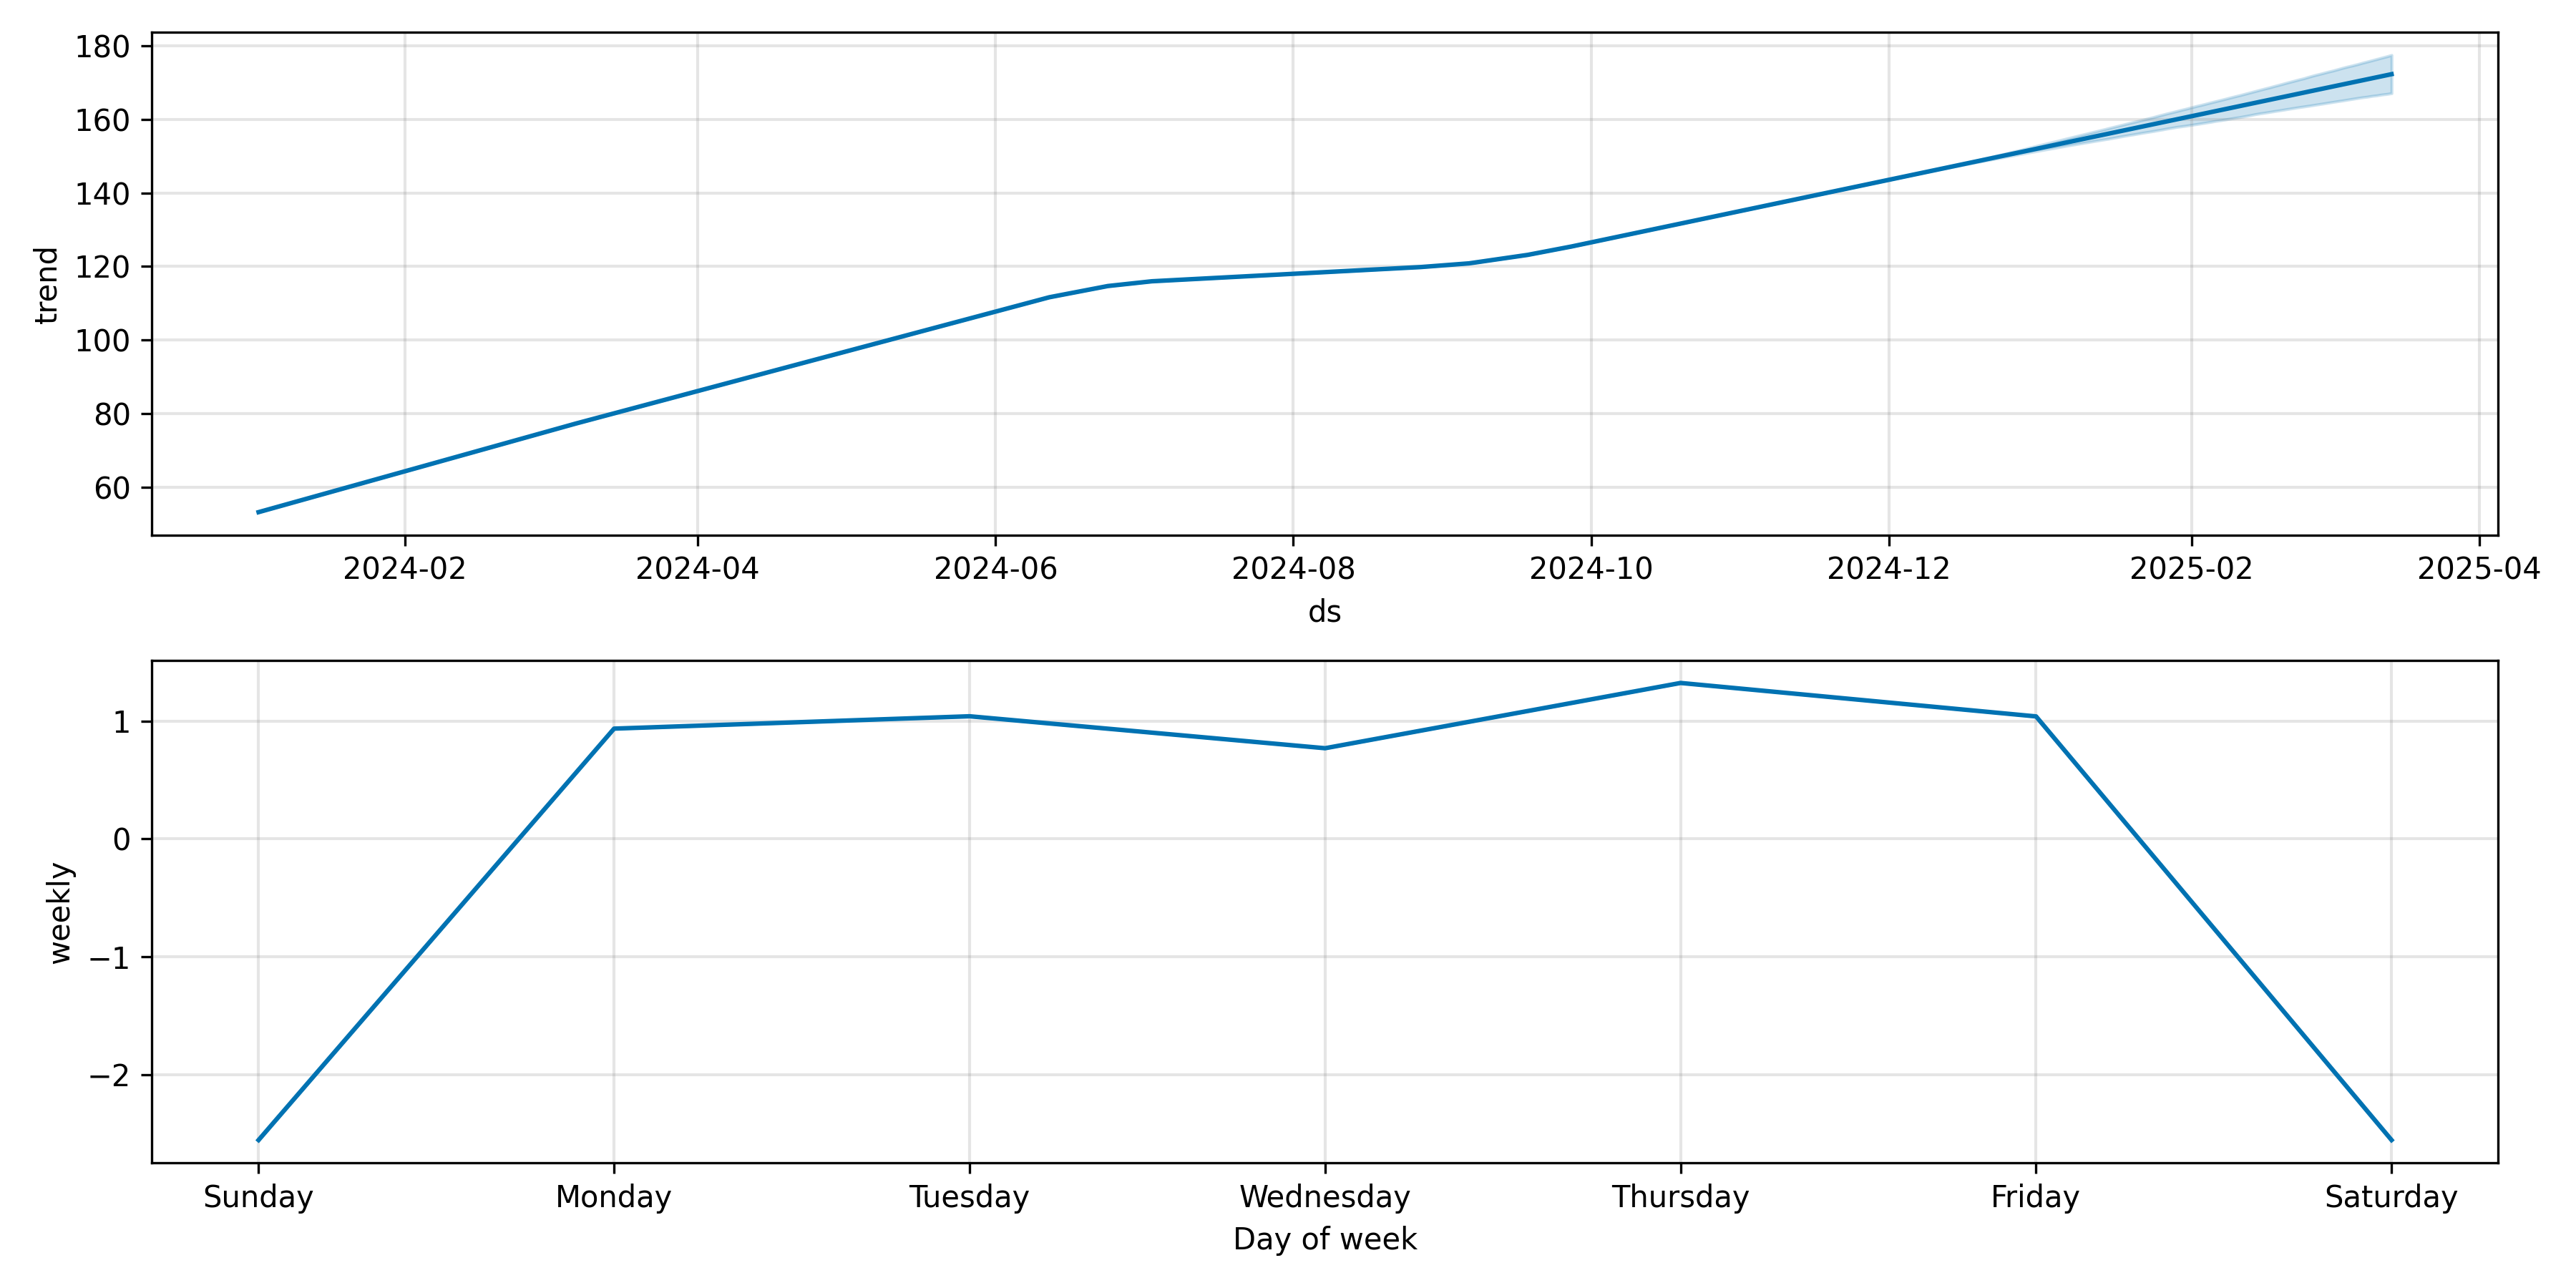 180
160
140
120
100
80
60
trend
2024-02 2024-04 2024-06 2024-08 2024-10 2024-12 2025-02 2025-04
ds
1
0
−1
−2
weekly
Sunday Monday Tuesday Wednesday Thursday Friday Saturday
Day of week